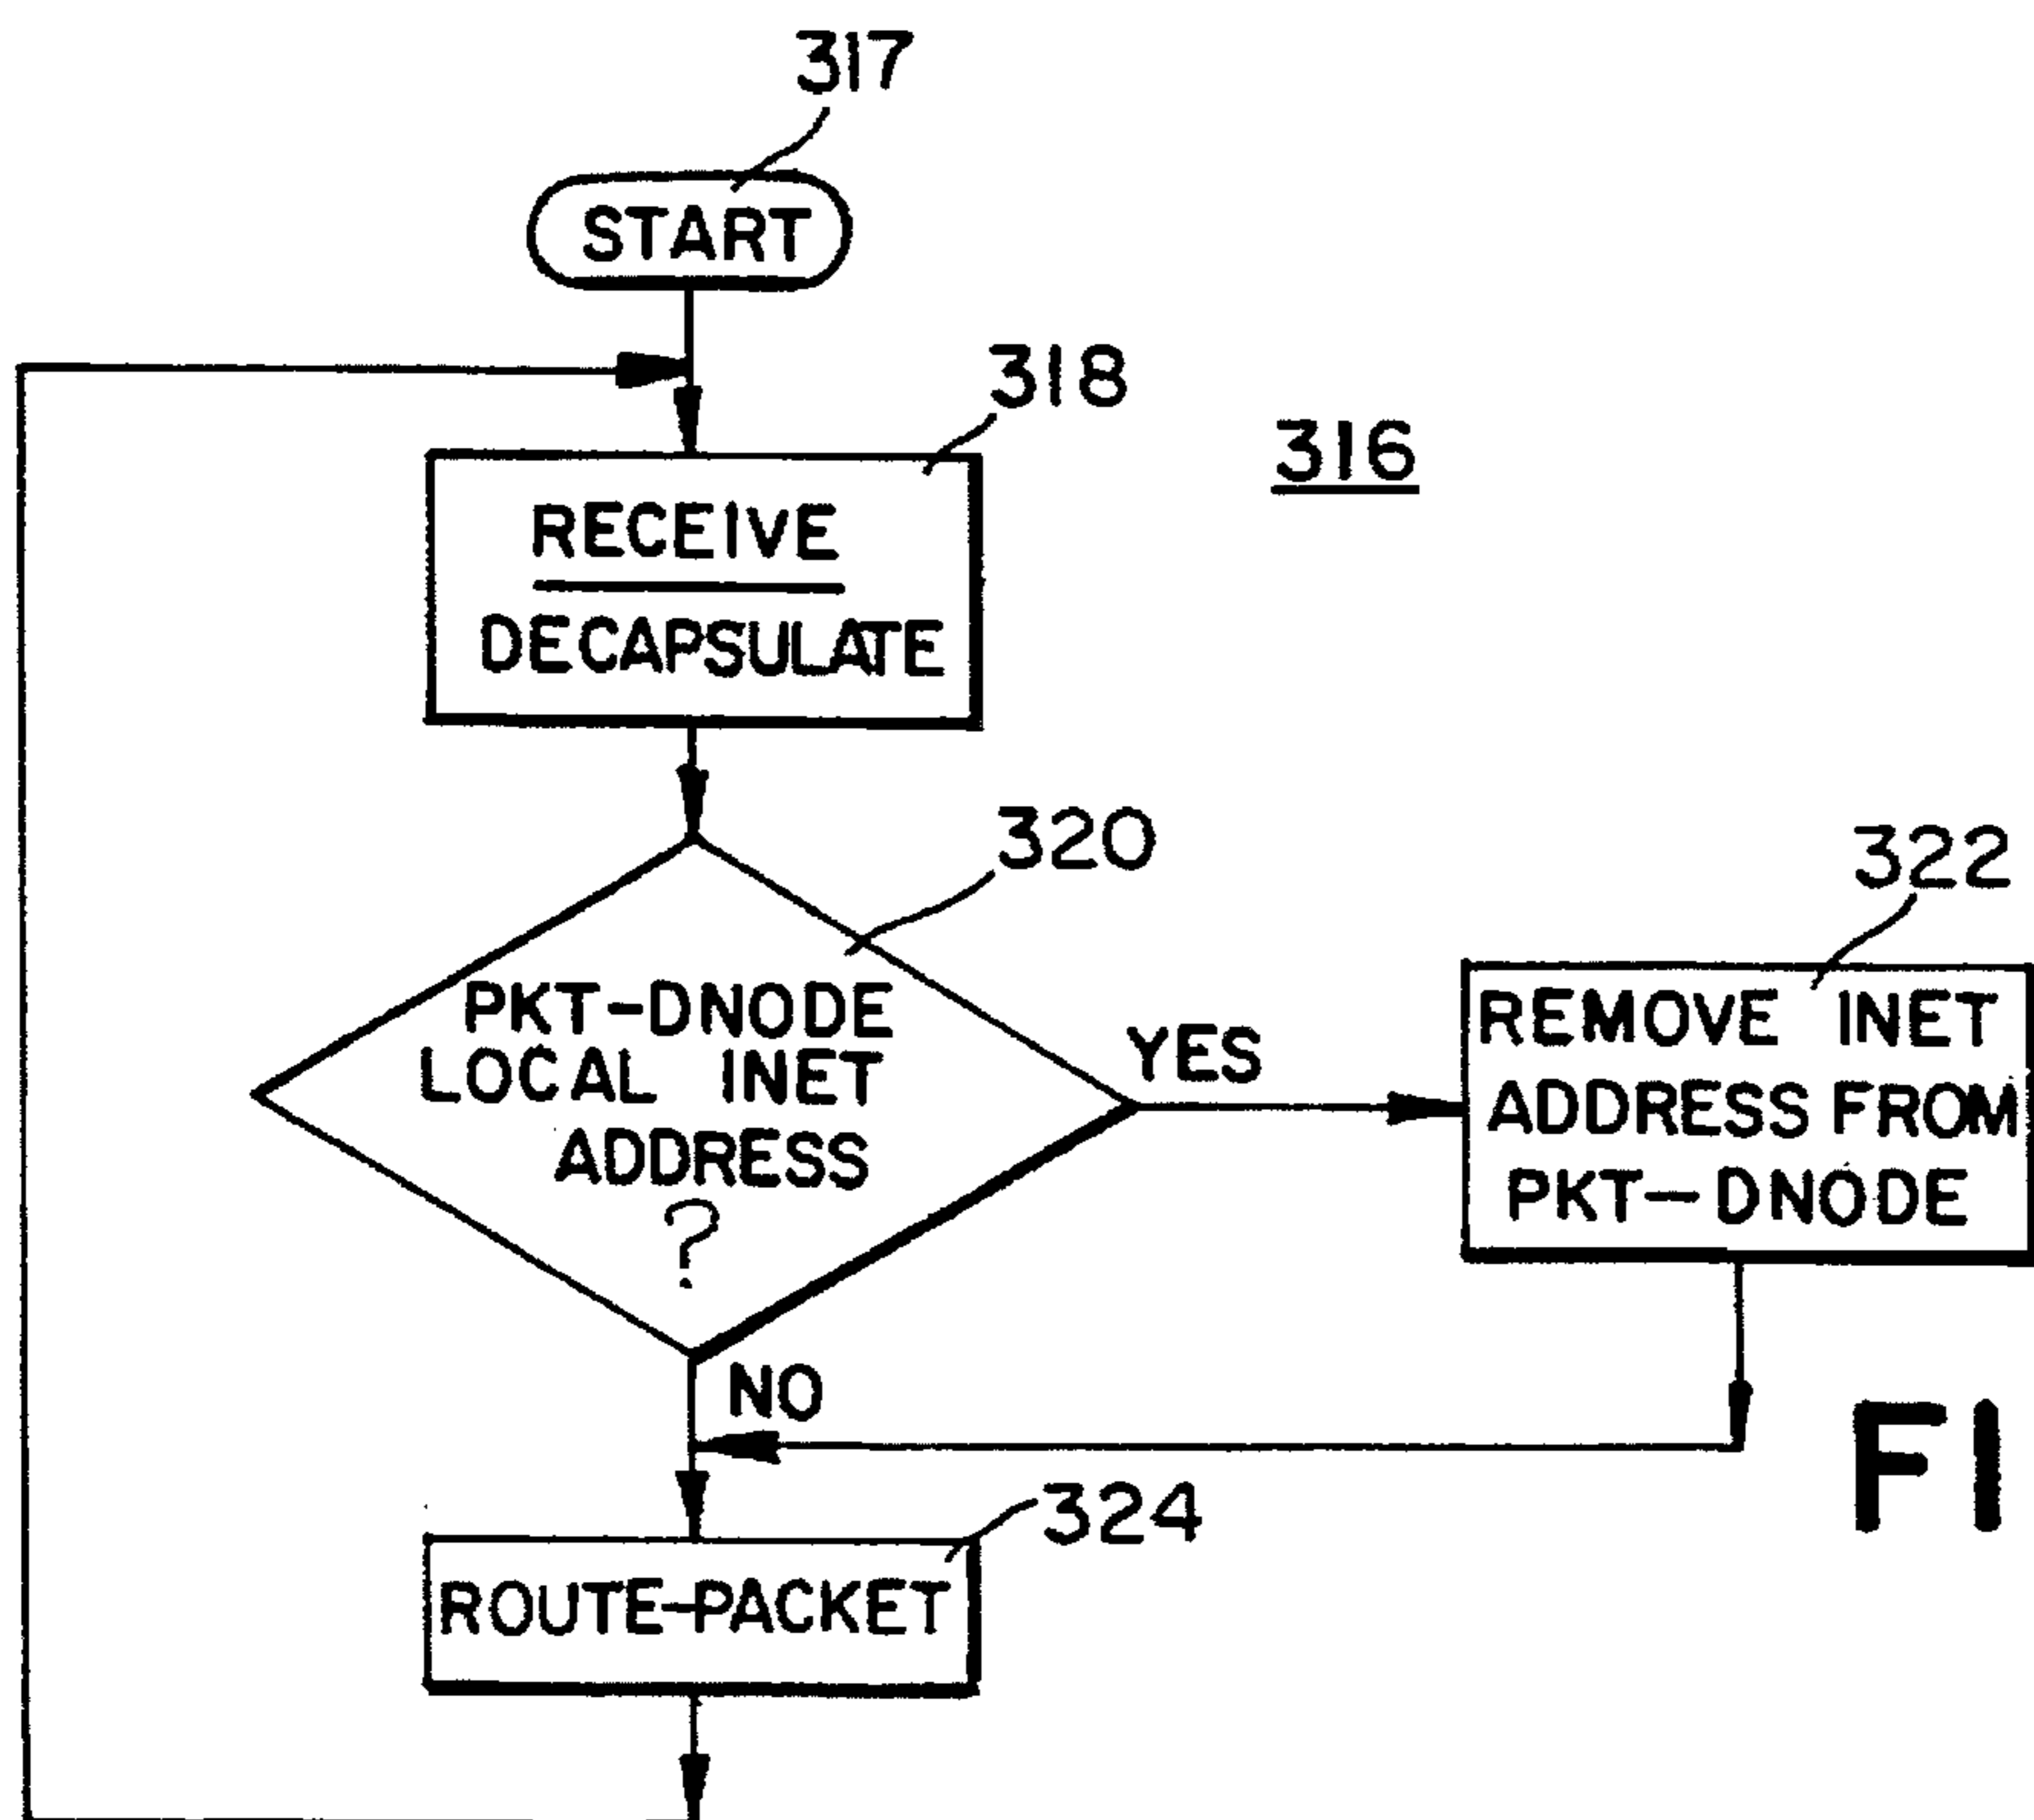 317
START
318
316
RECEIVE
DECAPSULATE
320
322
PKT-DNODE
LOCAL INET
ADDRESS
?
YES
REMOVE INET
ADDRESS FROM
PKT-DNODE
NO
FI
324
ROUTE-PACKET